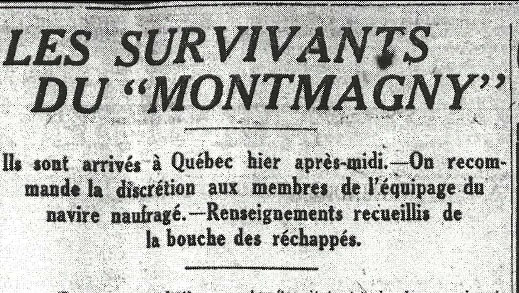 LES SURVIVANTS
DU "MONTMAGNY"
Ils sont arrivés à Québec hier après-midi.—On recom-
mande la discrétion aux membres de l'équipage du
navire naufragé.—Renseignements recueillis de
la bouche des réchappés.